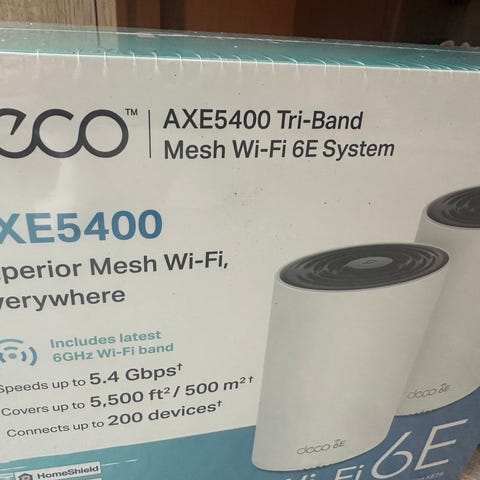 eco™ | AXE5400 Tri-Band
Mesh Wi-Fi 6E System
XE5400
perior Mesh Wi-Fi,
verywhere
Includes latest
6GHz Wi-Fi band
Speeds up to 5.4 Gbps†
Covers up to 5,500 ft² / 500 m²†
Connects up to 200 devices†
deco 6E
deco 6E
HomeShield
Wi-Fi 6E